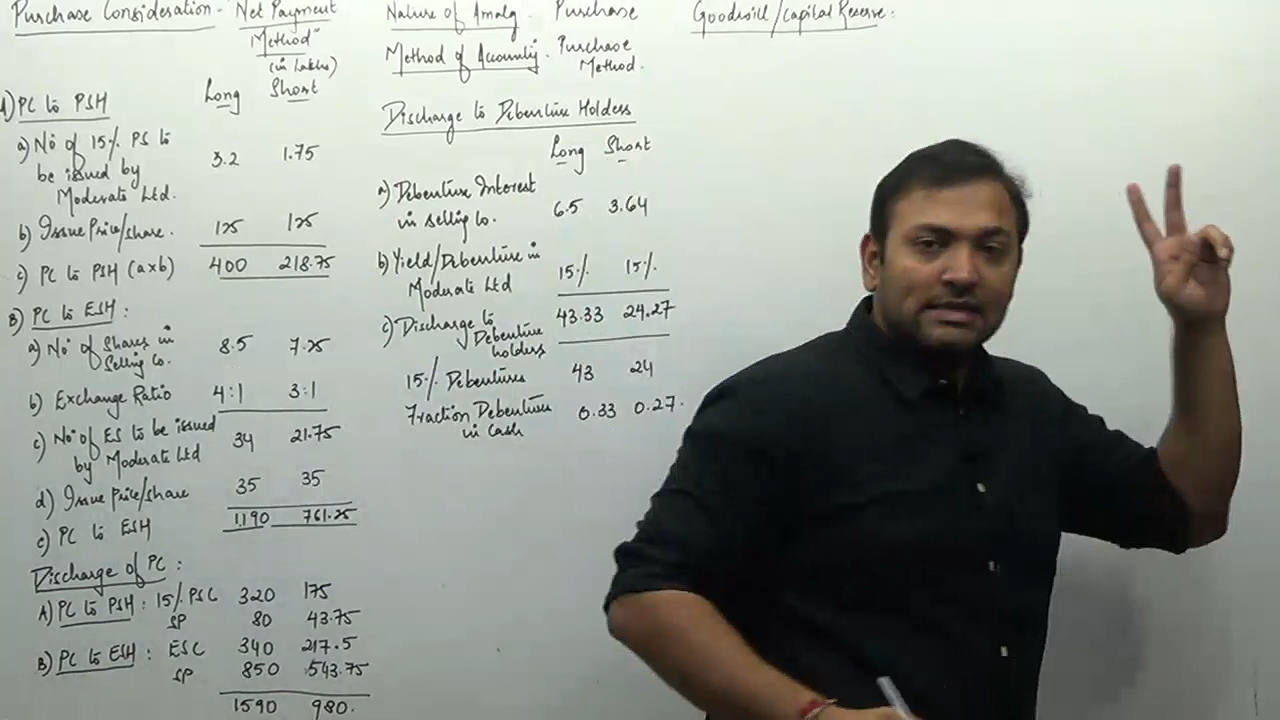 Purchase Consideration - "Net Payment
Method"
(in Lakhs)
Long Short
A) PC to PSH
a) No of 15% PS to
be issued by
Moderate Ltd.
3.2 1.75
b) Issue Price/share. 125 125
c) PC to PSH (axb) 400 218.75
B) PC to ESH :
a) No of Shares in
Selling Co.
8.5 7.25
b) Exchange Ratio 4:1 3:1
c) No of ES to be issued
by Moderate Ltd
34 21.75
d) Issue Price/share 35 35
e) PC to ESH 1,190 761.25
Discharge of PC :
A) PC to PSH : 15% PSC 320 175
SP 80 43.75
B) PC to ESH : ESC 340 217.5
SP 850 543.75
1590 980.
Nature of Amalg. Purchase
Method of Accounting. Purchase
Method.
Discharge to Debenture Holders
Long Short
a) Debenture Interest
in selling Co.
6.5 3.64
b) Yield/Debenture in
Moderate Ltd
15% 15%
c) Discharge to
Debenture
holders
43.33 24.27
15% Debentures 43 24
Fraction Debenture
in Cash
0.33 0.27.
Goodwill/Capital Reserve: